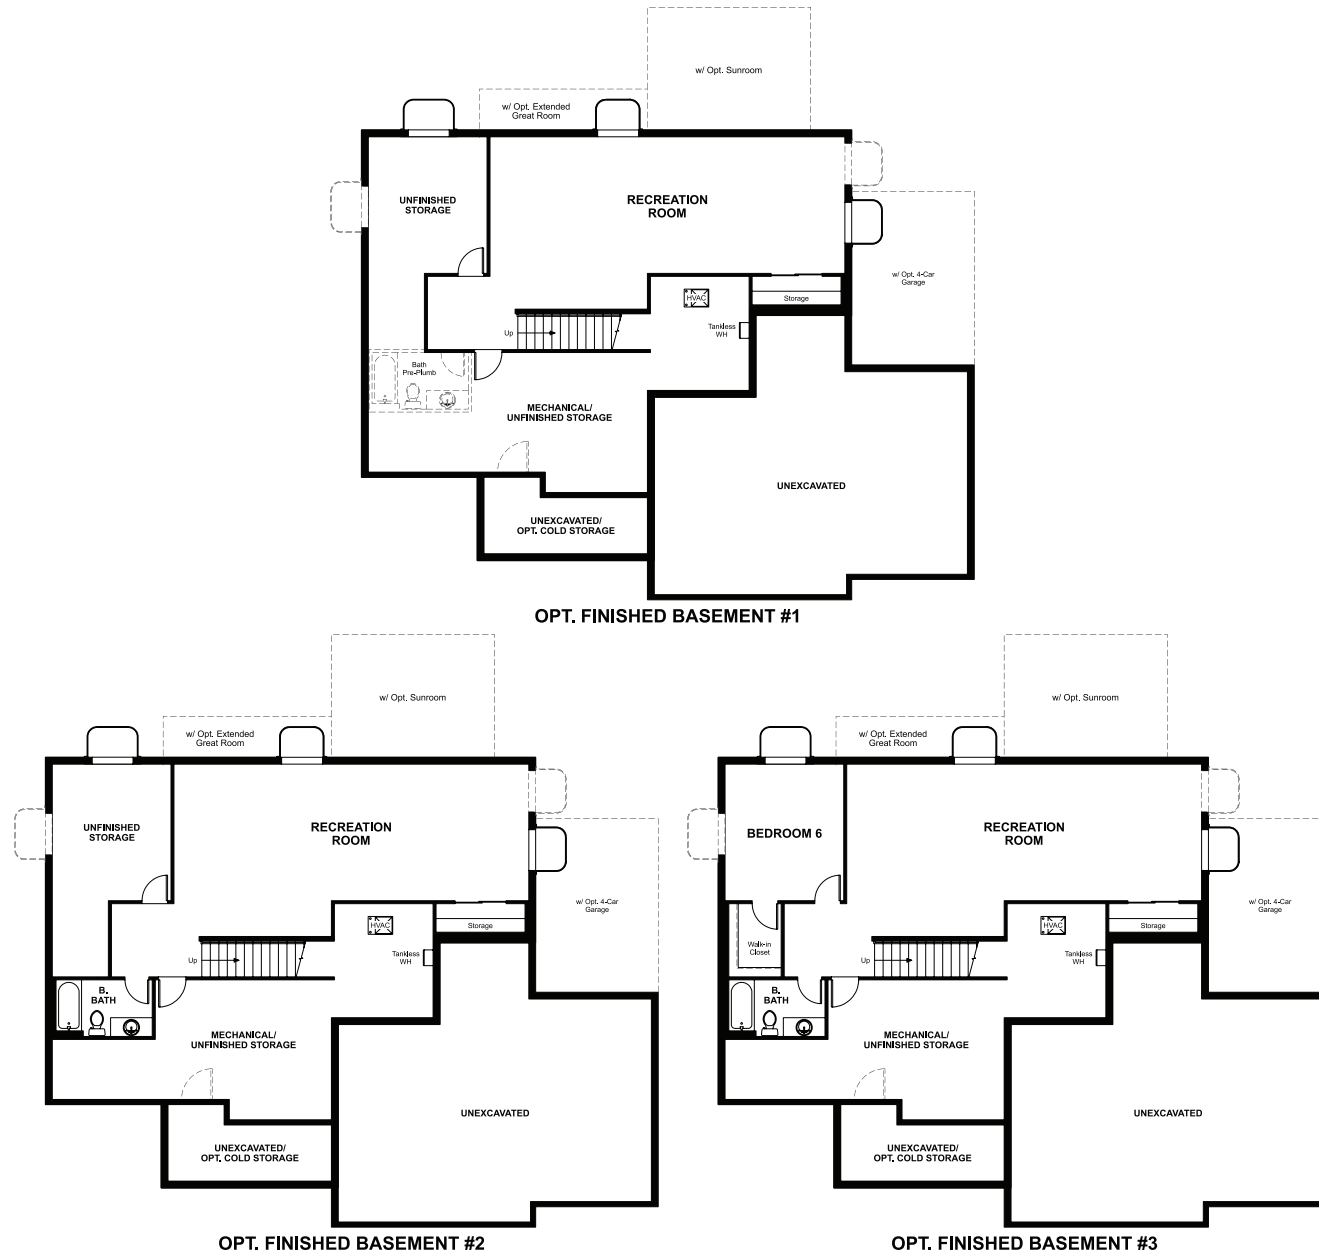 w/ Opt. Sunroom
w/ Opt. Extended
Great Room
UNFINISHED
STORAGE
RECREATION
ROOM
w/ Opt. 4-Car
Garage
HVAC
Storage
Up
Tankless
WH
Bath
Pre-Plumb
MECHANICAL/
UNFINISHED STORAGE
UNEXCAVATED
UNEXCAVATED/
OPT. COLD STORAGE
OPT. FINISHED BASEMENT #1
w/ Opt. Sunroom
w/ Opt. Extended
Great Room
UNFINISHED
STORAGE
RECREATION
ROOM
w/ Opt. 4-Car
Garage
HVAC
Storage
Up
Tankless
WH
B.
BATH
MECHANICAL/
UNFINISHED STORAGE
UNEXCAVATED
UNEXCAVATED/
OPT. COLD STORAGE
OPT. FINISHED BASEMENT #2
w/ Opt. Sunroom
w/ Opt. Extended
Great Room
BEDROOM 6
RECREATION
ROOM
w/ Opt. 4-Car
Garage
HVAC
Storage
Walk-in
Closet
Up
Tankless
WH
B.
BATH
MECHANICAL/
UNFINISHED STORAGE
UNEXCAVATED
UNEXCAVATED/
OPT. COLD STORAGE
OPT. FINISHED BASEMENT #3